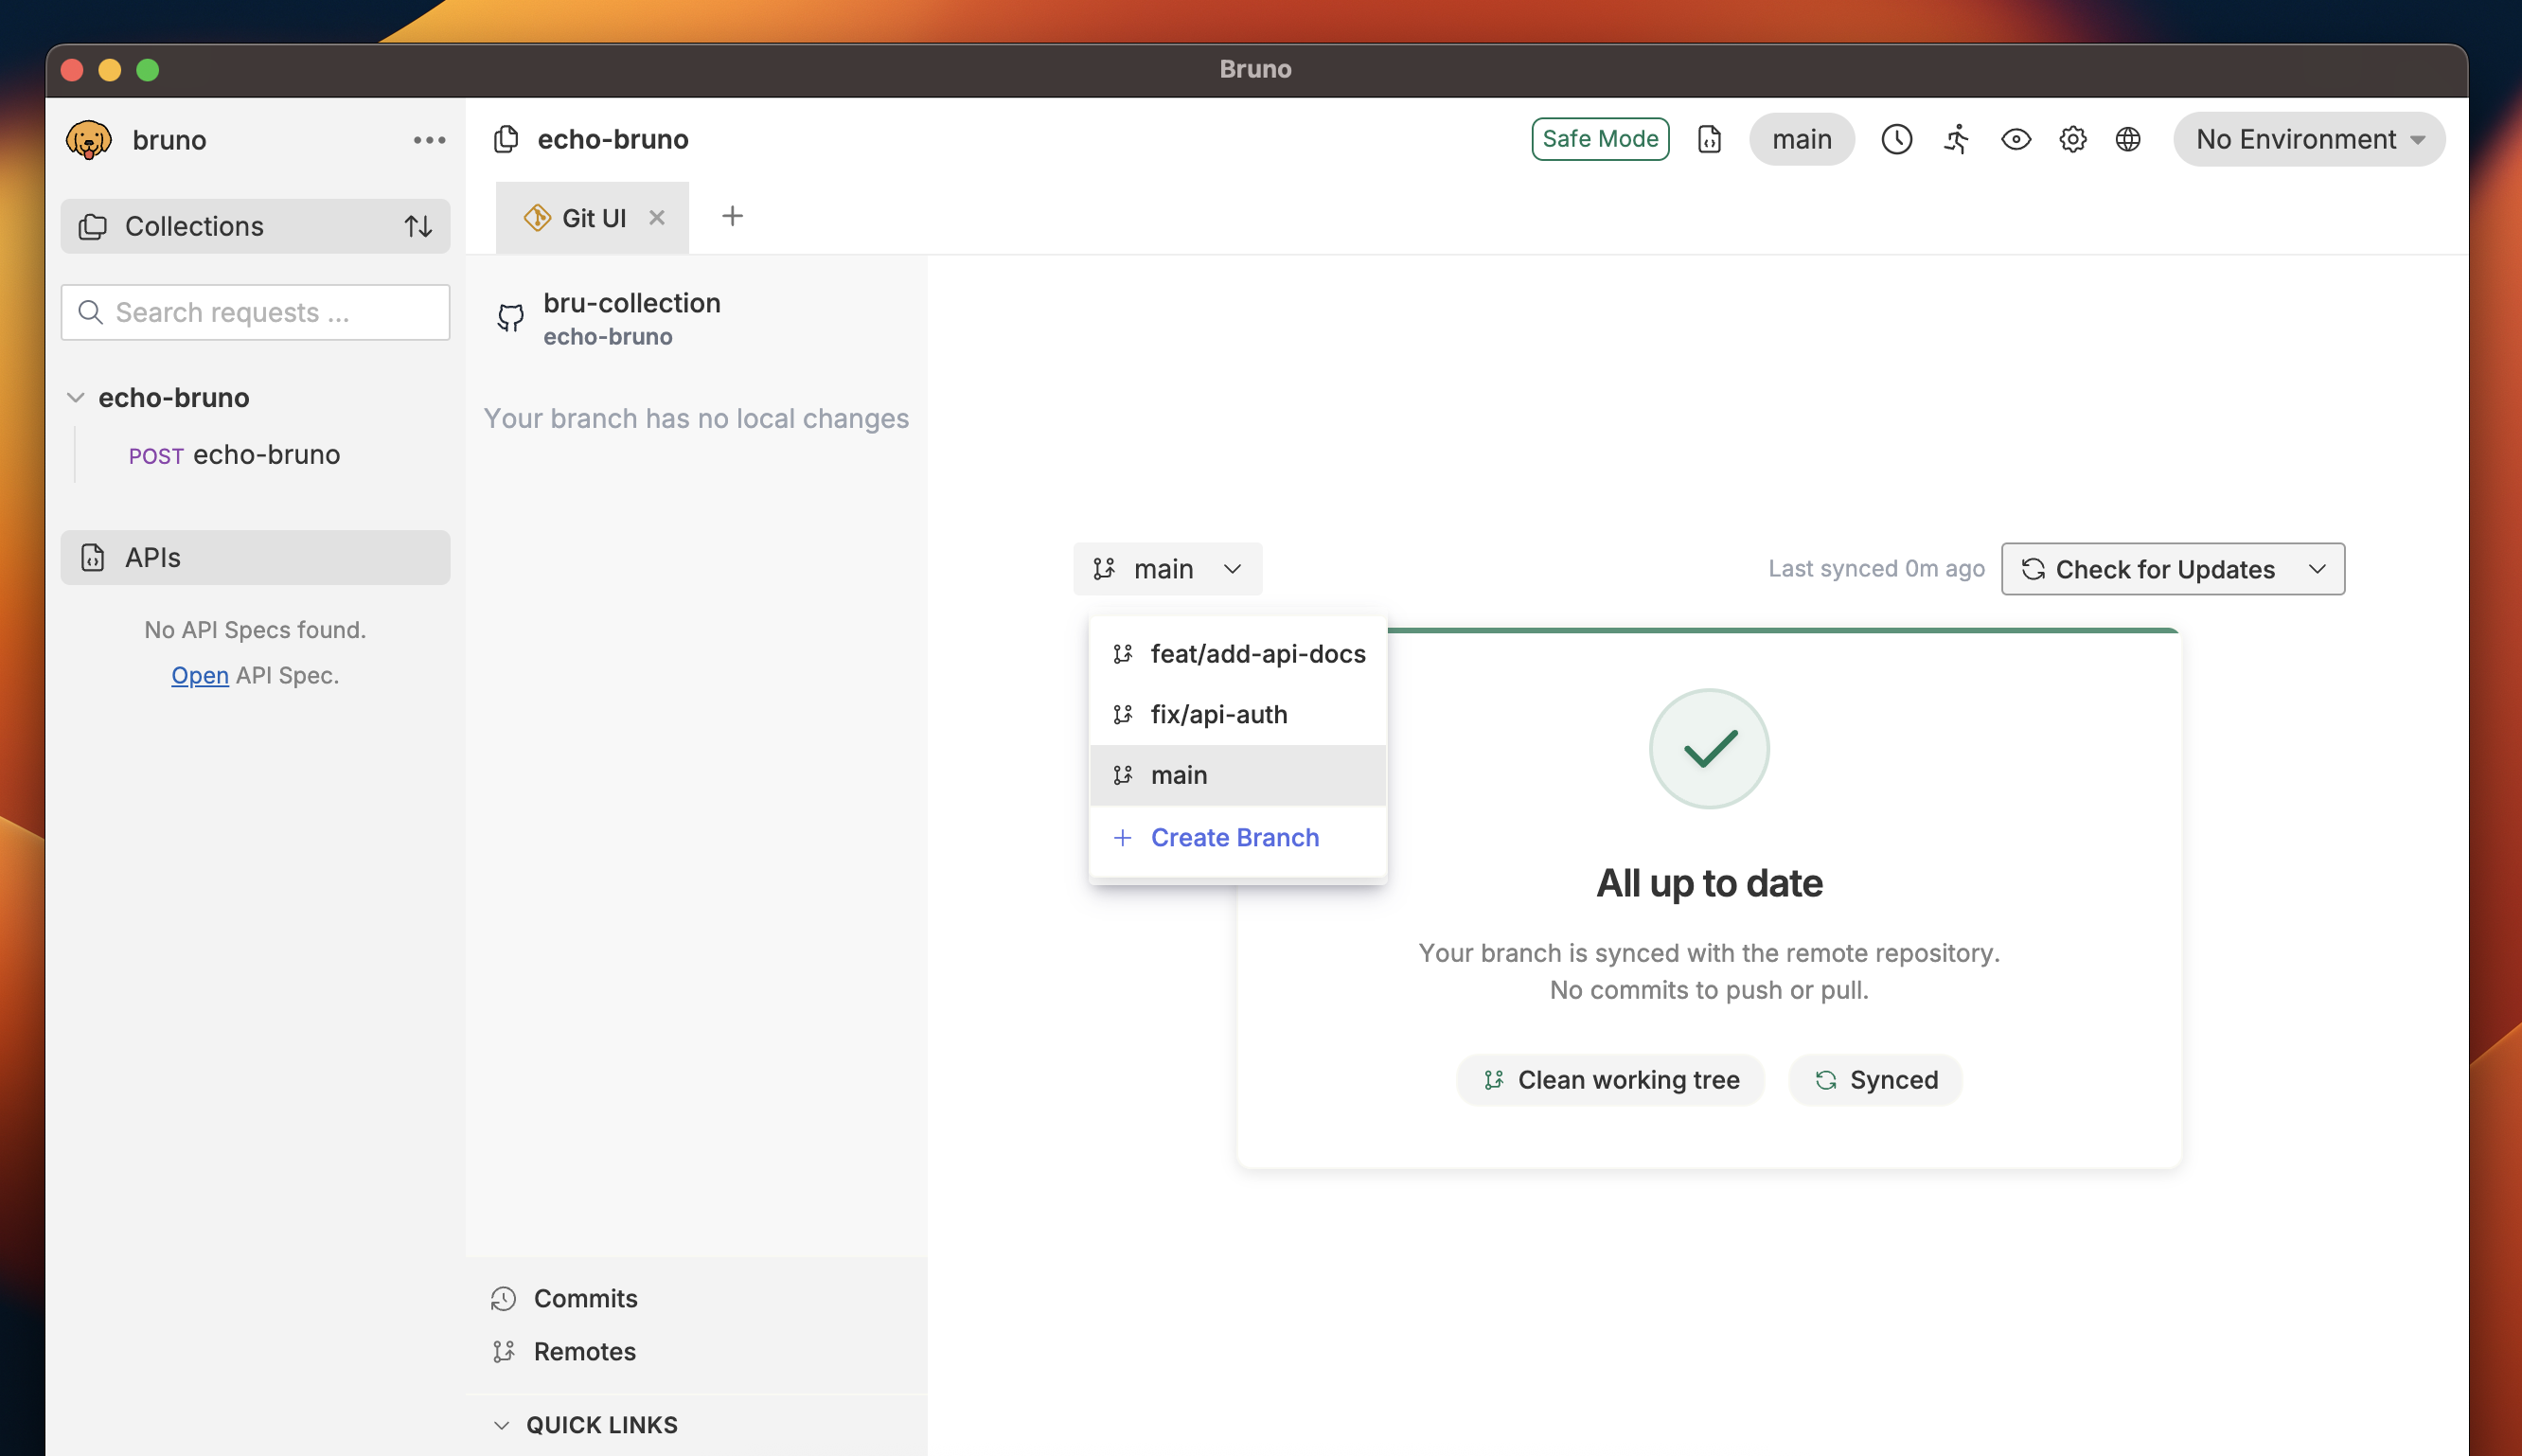 Bruno
bruno
Collections
Search requests ...
echo-bruno
POST echo-bruno
APIs
No API Specs found.
Open API Spec.
echo-bruno
Safe Mode
main
No Environment
Git UI
bru-collection
echo-bruno
Your branch has no local changes
Commits
Remotes
QUICK LINKS
main
Last synced 0m ago
Check for Updates
feat/add-api-docs
fix/api-auth
main
Create Branch
All up to date
Your branch is synced with the remote repository.
No commits to push or pull.
Clean working tree
Synced